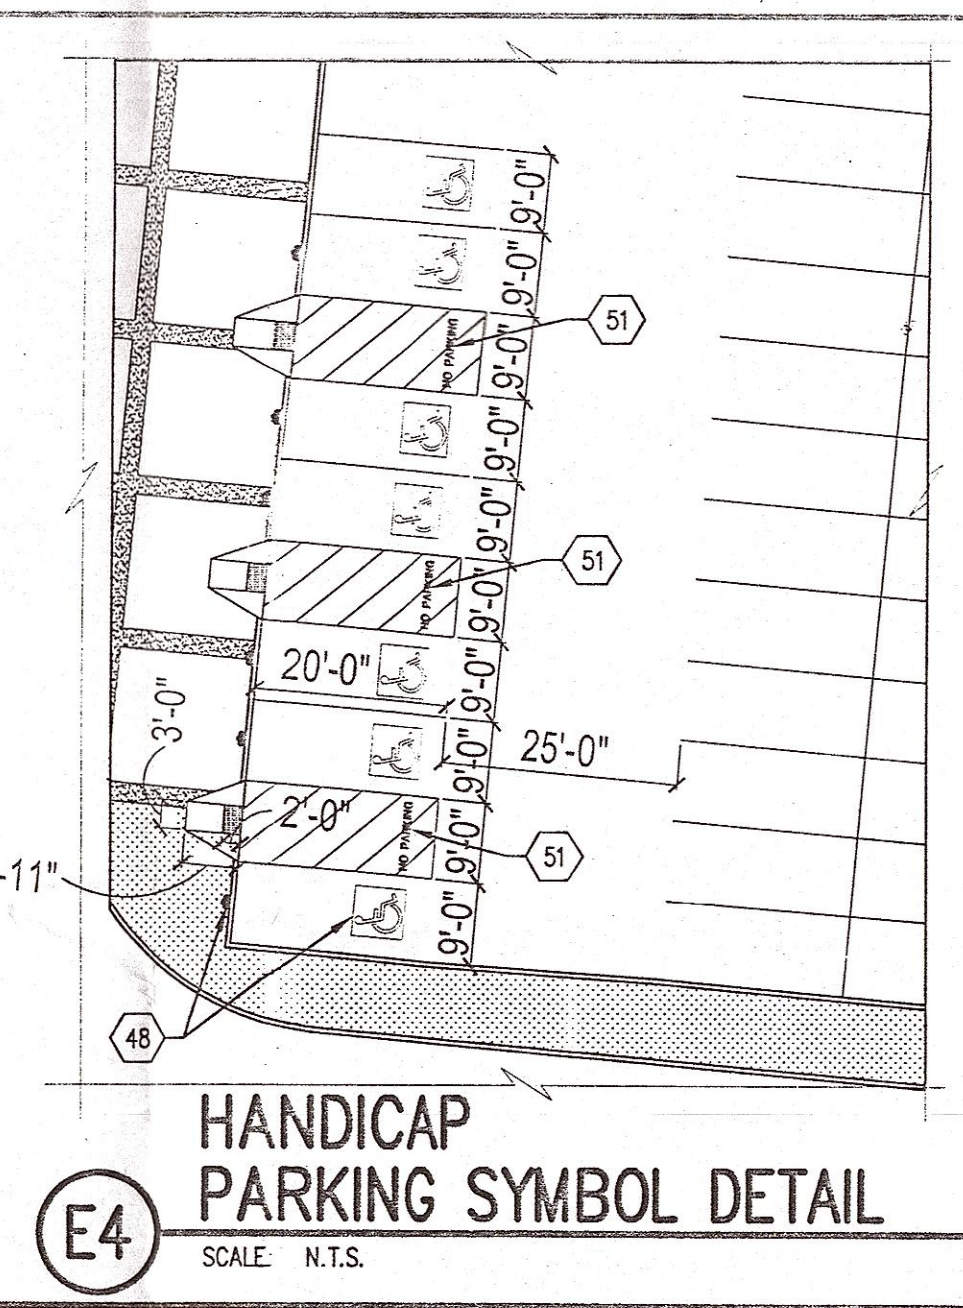 9'-0"
9'-0"
51
NO PARKING
9'-0"
9'-0"
9'-0"
51
NO PARKING
9'-0"
20'-0"
9'-0"
3'-0"
25'-0"
9'-0"
2'-0"
NO PARKING
9'-0"
51
-11"
9'-0"
48
HANDICAP
PARKING SYMBOL DETAIL
E4
SCALE: N.T.S.